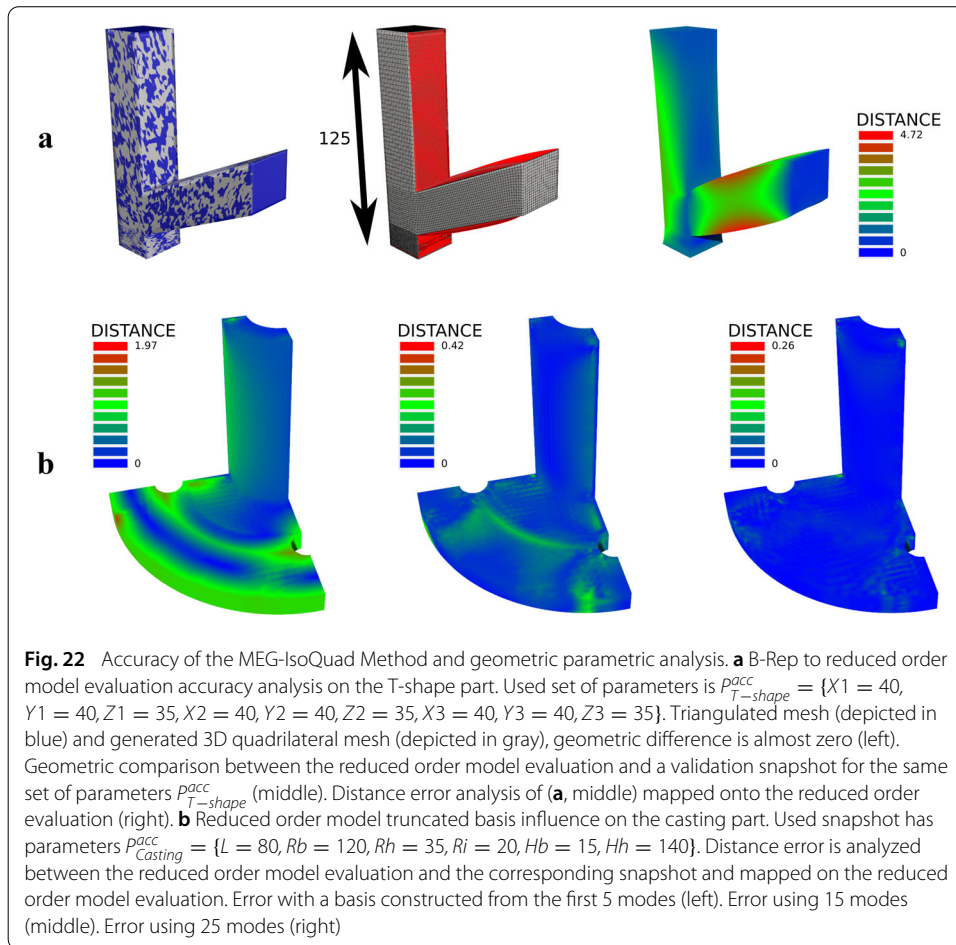 a
125
DISTANCE
4.72
0
b
DISTANCE
1.97
0
DISTANCE
0.42
0
DISTANCE
0.26
0
Fig. 22 Accuracy of the MEG-IsoQuad Method and geometric parametric analysis. a B-Rep to reduced order
model evaluation accuracy analysis on the T-shape part. Used set of parameters is $P_{T-shape}^{acc}$ = {X1 = 40,
Y1 = 40, Z1 = 35, X2 = 40, Y2 = 40, Z2 = 35, X3 = 40, Y3 = 40, Z3 = 35}. Triangulated mesh (depicted in
blue) and generated 3D quadrilateral mesh (depicted in gray), geometric difference is almost zero (left).
Geometric comparison between the reduced order model evaluation and a validation snapshot for the same
set of parameters $P_{T-shape}^{acc}$ (middle). Distance error analysis of (a, middle) mapped onto the reduced order
evaluation (right). b Reduced order model truncated basis influence on the casting part. Used snapshot has
parameters $P_{Casting}^{acc}$ = {L = 80, Rb = 120, Rh = 35, Ri = 20, Hb = 15, Hh = 140}. Distance error is analyzed
between the reduced order model evaluation and the corresponding snapshot and mapped on the reduced
order model evaluation. Error with a basis constructed from the first 5 modes (left). Error using 15 modes
(middle). Error using 25 modes (right)